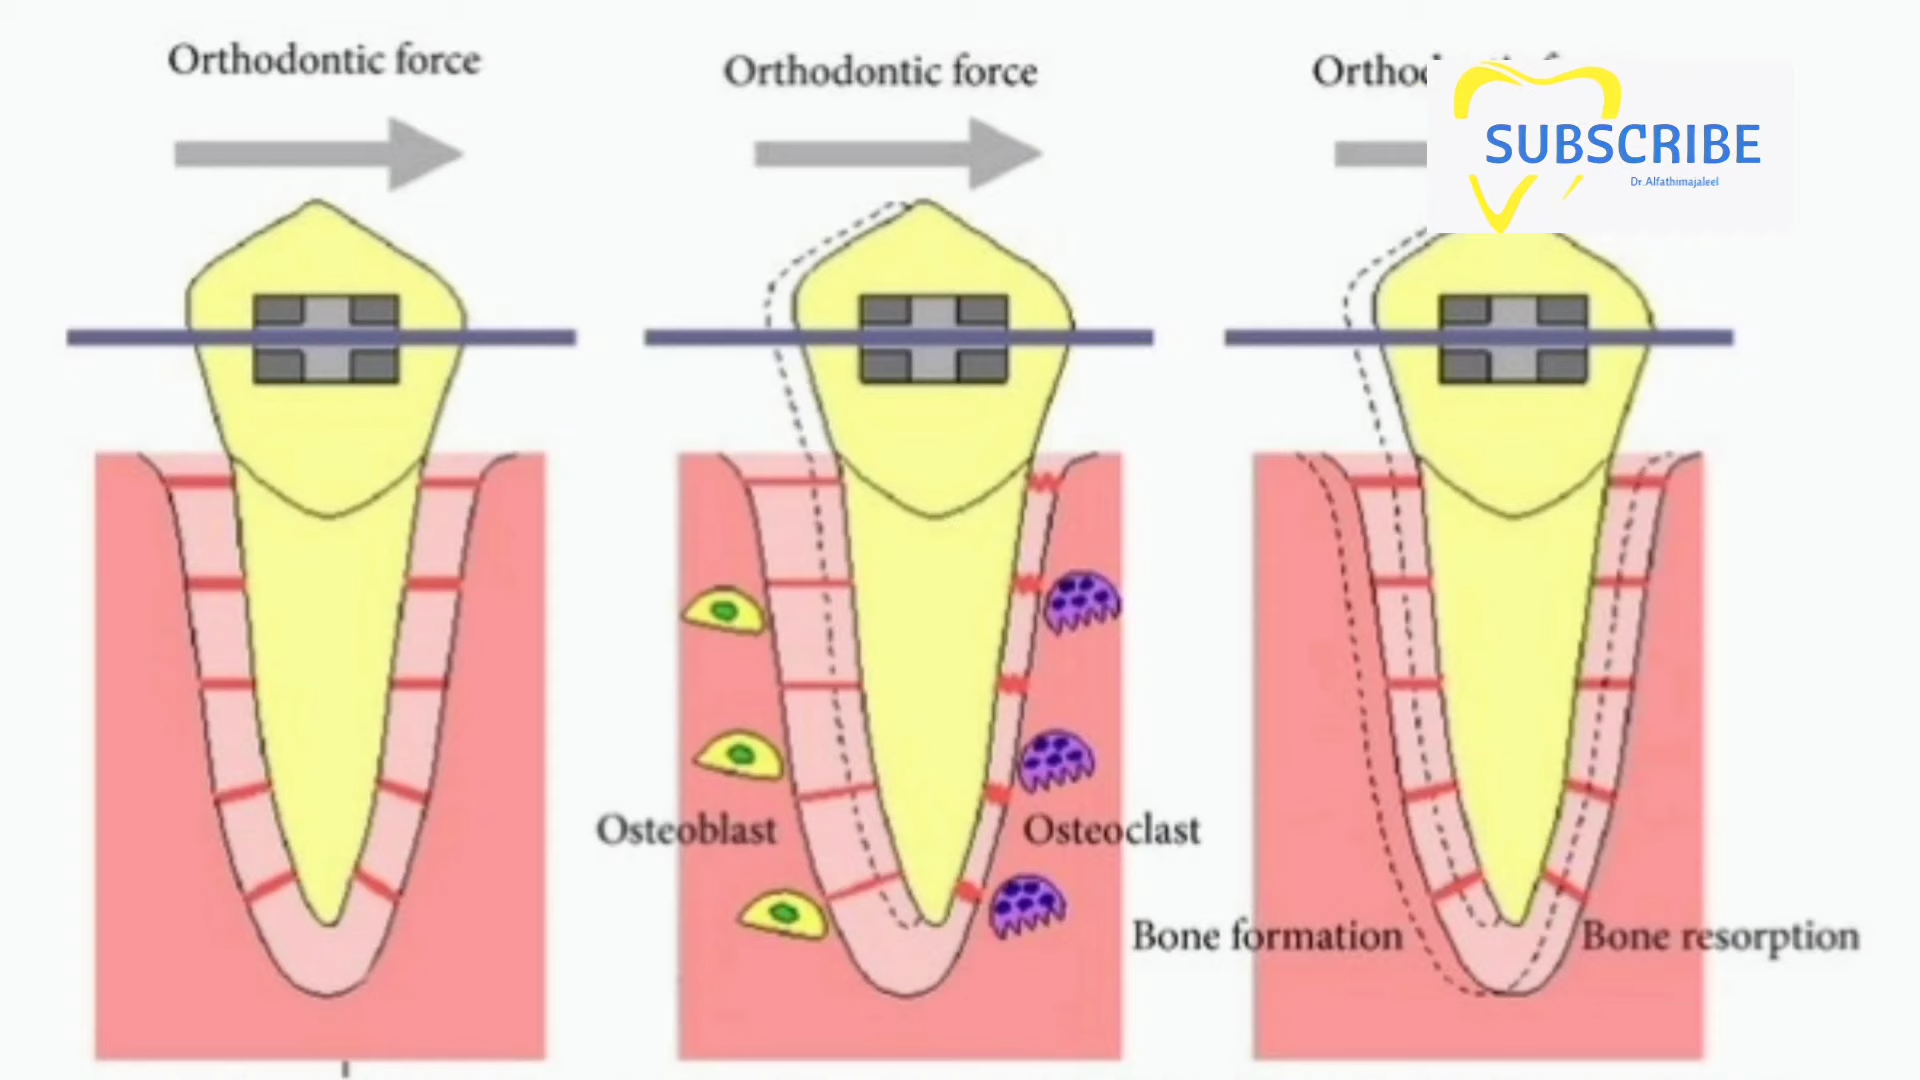 Orthodontic force
Orthodontic force
SUBSCRIBE
Dr.Alfathimajaleel
Osteoblast
Osteoclast
Bone formation
Bone resorption